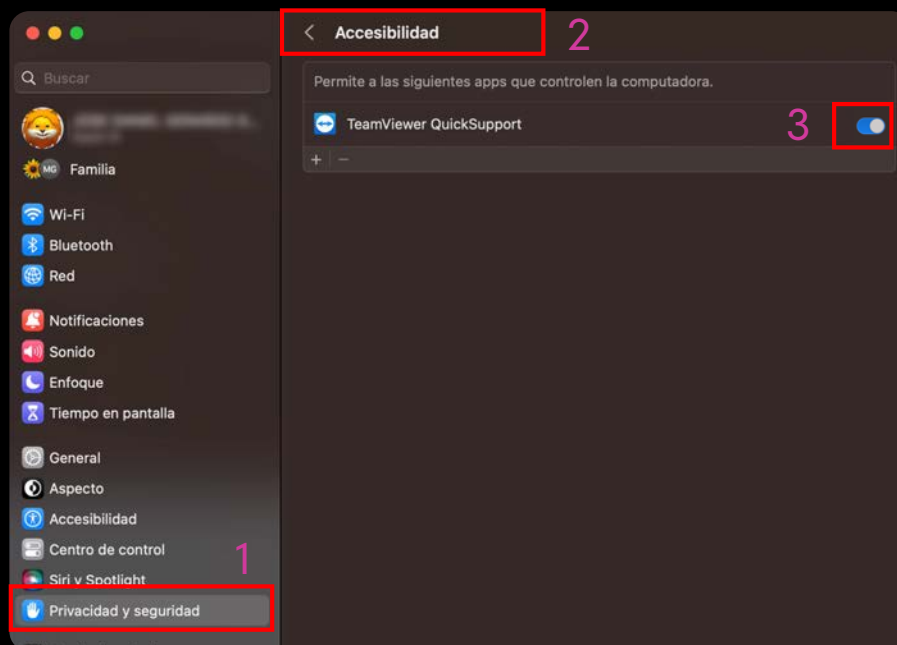 Accesibilidad
2
Buscar
Permite a las siguientes apps que controlen la computadora.
TeamViewer QuickSupport
3
+ −
MG Familia
Wi-Fi
Bluetooth
Red
Notificaciones
Sonido
Enfoque
Tiempo en pantalla
General
Aspecto
Accesibilidad
Centro de control
1
Siri y Spotlight
Privacidad y seguridad